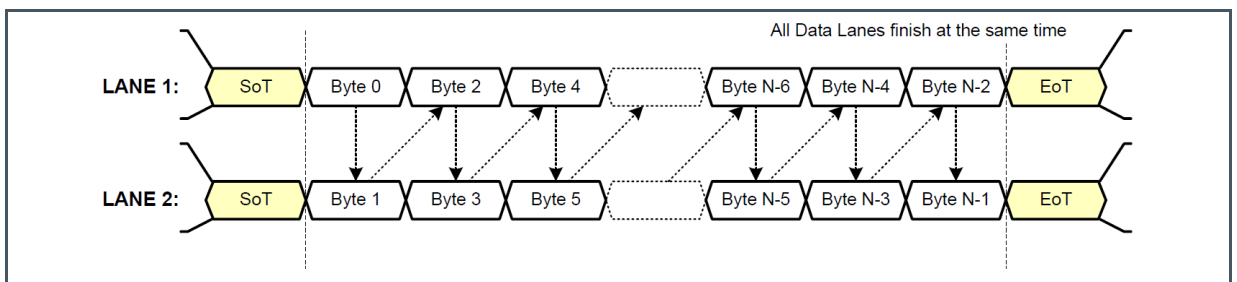 All Data Lanes finish at the same time
LANE 1: SoT Byte 0 Byte 2 Byte 4 Byte N-6 Byte N-4 Byte N-2 EoT
LANE 2: SoT Byte 1 Byte 3 Byte 5 Byte N-5 Byte N-3 Byte N-1 EoT